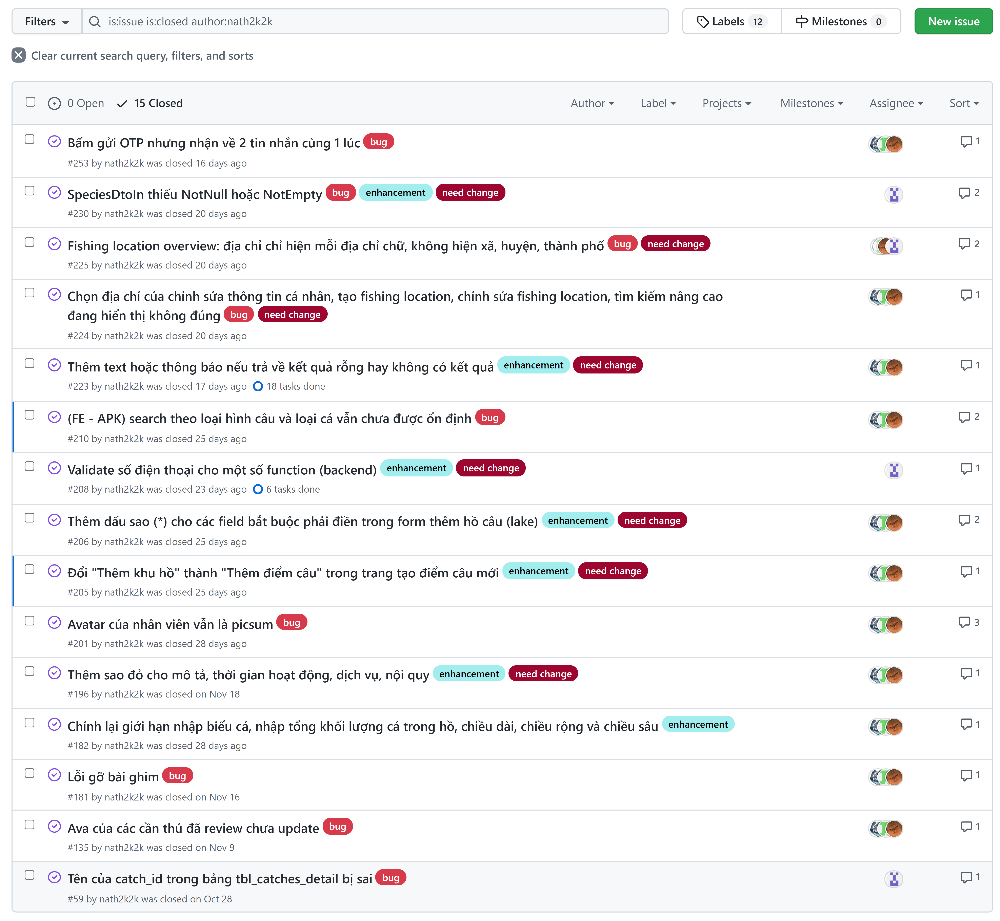 Filters
is:issue is:closed author:nath2k2k
Labels 12
Milestones 0
New issue
Clear current search query, filters, and sorts
0 Open 15 Closed Author Label Projects Milestones Assignee Sort
Bấm gửi OTP nhưng nhận về 2 tin nhắn cùng 1 lúc bug 1
#253 by nath2k2k was closed 16 days ago
SpeciesDtoIn thiếu NotNull hoặc NotEmpty bug enhancement need change 2
#230 by nath2k2k was closed 20 days ago
Fishing location overview: địa chỉ chỉ hiện mỗi địa chỉ chữ, không hiện xã, huyện, thành phố bug need change 2
#225 by nath2k2k was closed 20 days ago
Chọn địa chỉ của chỉnh sửa thông tin cá nhân, tạo fishing location, chỉnh sửa fishing location, tìm kiếm nâng cao 1
đang hiển thị không đúng bug need change
#224 by nath2k2k was closed 20 days ago
Thêm text hoặc thông báo nếu trả về kết quả rỗng hay không có kết quả enhancement need change 1
#223 by nath2k2k was closed 17 days ago 18 tasks done
(FE - APK) search theo loại hình câu và loại cá vẫn chưa được ổn định bug 2
#210 by nath2k2k was closed 25 days ago
Validate số điện thoại cho một số function (backend) enhancement need change 1
#208 by nath2k2k was closed 23 days ago 6 tasks done
Thêm dấu sao (*) cho các field bắt buộc phải điền trong form thêm hồ câu (lake) enhancement need change 2
#206 by nath2k2k was closed 25 days ago
Đổi "Thêm khu hồ" thành "Thêm điểm câu" trong trang tạo điểm câu mới enhancement need change 1
#205 by nath2k2k was closed 25 days ago
Avatar của nhân viên vẫn là picsum bug 3
#201 by nath2k2k was closed 28 days ago
Thêm sao đỏ cho mô tả, thời gian hoạt động, dịch vụ, nội quy enhancement need change 1
#196 by nath2k2k was closed on Nov 18
Chỉnh lại giới hạn nhập biểu cá, nhập tổng khối lượng cá trong hồ, chiều dài, chiều rộng và chiều sâu enhancement 1
#182 by nath2k2k was closed 28 days ago
Lỗi gỡ bài ghim bug 1
#181 by nath2k2k was closed on Nov 16
Ava của các cần thủ đã review chưa update bug 1
#135 by nath2k2k was closed on Nov 9
Tên của catch_id trong bảng tbl_catches_detail bị sai bug 1
#59 by nath2k2k was closed on Oct 28